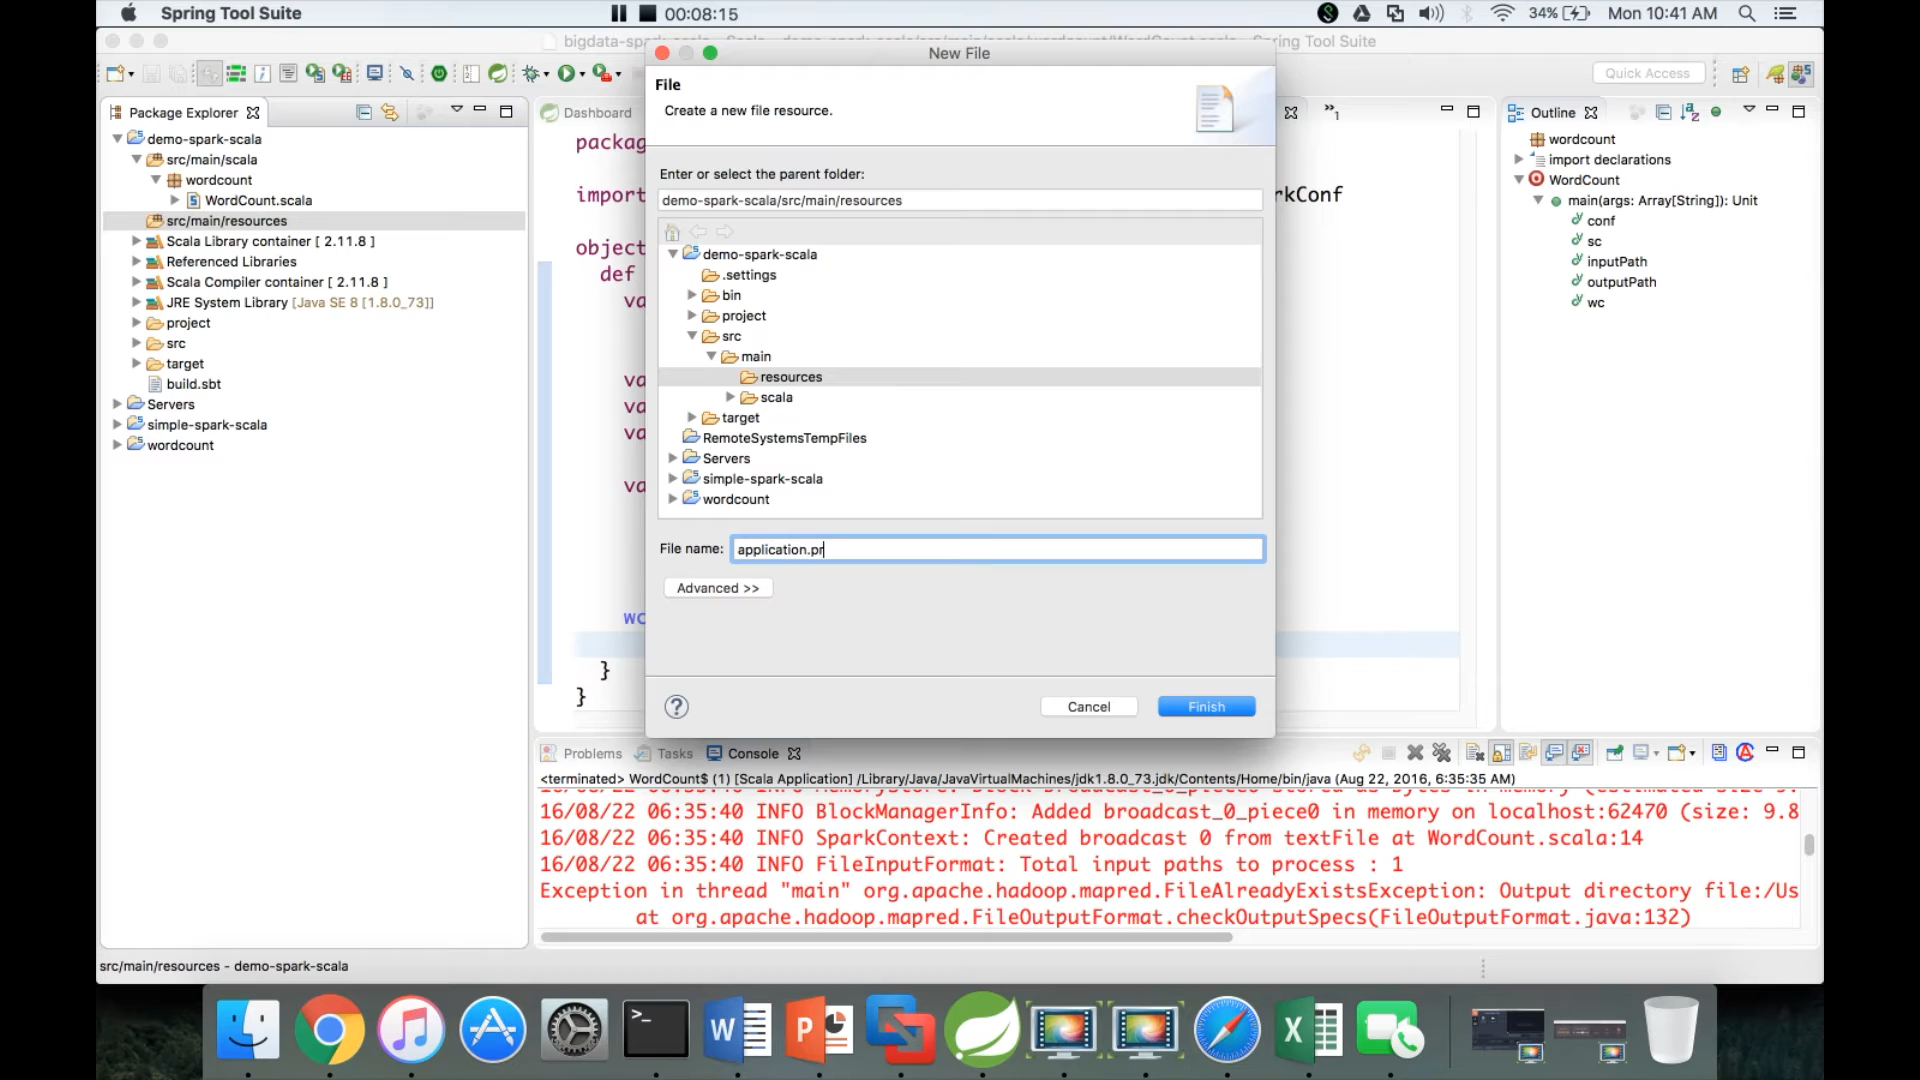 Spring Tool Suite
00:08:15
34%
Mon 10:41 AM
ring Tool Suite
New File
Quick Access
File
Create a new file resource.
Package Explorer
Dashboard
1
Outline
demo-spark-scala
src/main/scala
wordcount
WordCount.scala
src/main/resources
Scala Library container [ 2.11.8 ]
Referenced Libraries
Scala Compiler container [ 2.11.8 ]
JRE System Library [Java SE 8 [1.8.0_73]]
project
src
target
build.sbt
Servers
simple-spark-scala
wordcount
packag
import
rkConf
object
def
va
va
va
va
va
wc
}
}
Enter or select the parent folder:
demo-spark-scala/src/main/resources
demo-spark-scala
.settings
bin
project
src
main
resources
scala
target
RemoteSystemsTempFiles
Servers
simple-spark-scala
wordcount
File name:
application.pr
Advanced >>
?
Cancel
Finish
wordcount
import declarations
WordCount
main(args: Array[String]): Unit
conf
sc
inputPath
outputPath
wc
Problems
Tasks
Console
<terminated> WordCount$ (1) [Scala Application] /Library/Java/JavaVirtualMachines/jdk1.8.0_73.jdk/Contents/Home/bin/java (Aug 22, 2016, 6:35:35 AM)
16/08/22 06:35:40 INFO BlockManagerInfo: Added broadcast_0_piece0 in memory on localhost:62470 (size: 9.8
16/08/22 06:35:40 INFO SparkContext: Created broadcast 0 from textFile at WordCount.scala:14
16/08/22 06:35:40 INFO FileInputFormat: Total input paths to process : 1
Exception in thread "main" org.apache.hadoop.mapred.FileAlreadyExistsException: Output directory file:/Us
at org.apache.hadoop.mapred.FileOutputFormat.checkOutputSpecs(FileOutputFormat.java:132)
src/main/resources - demo-spark-scala